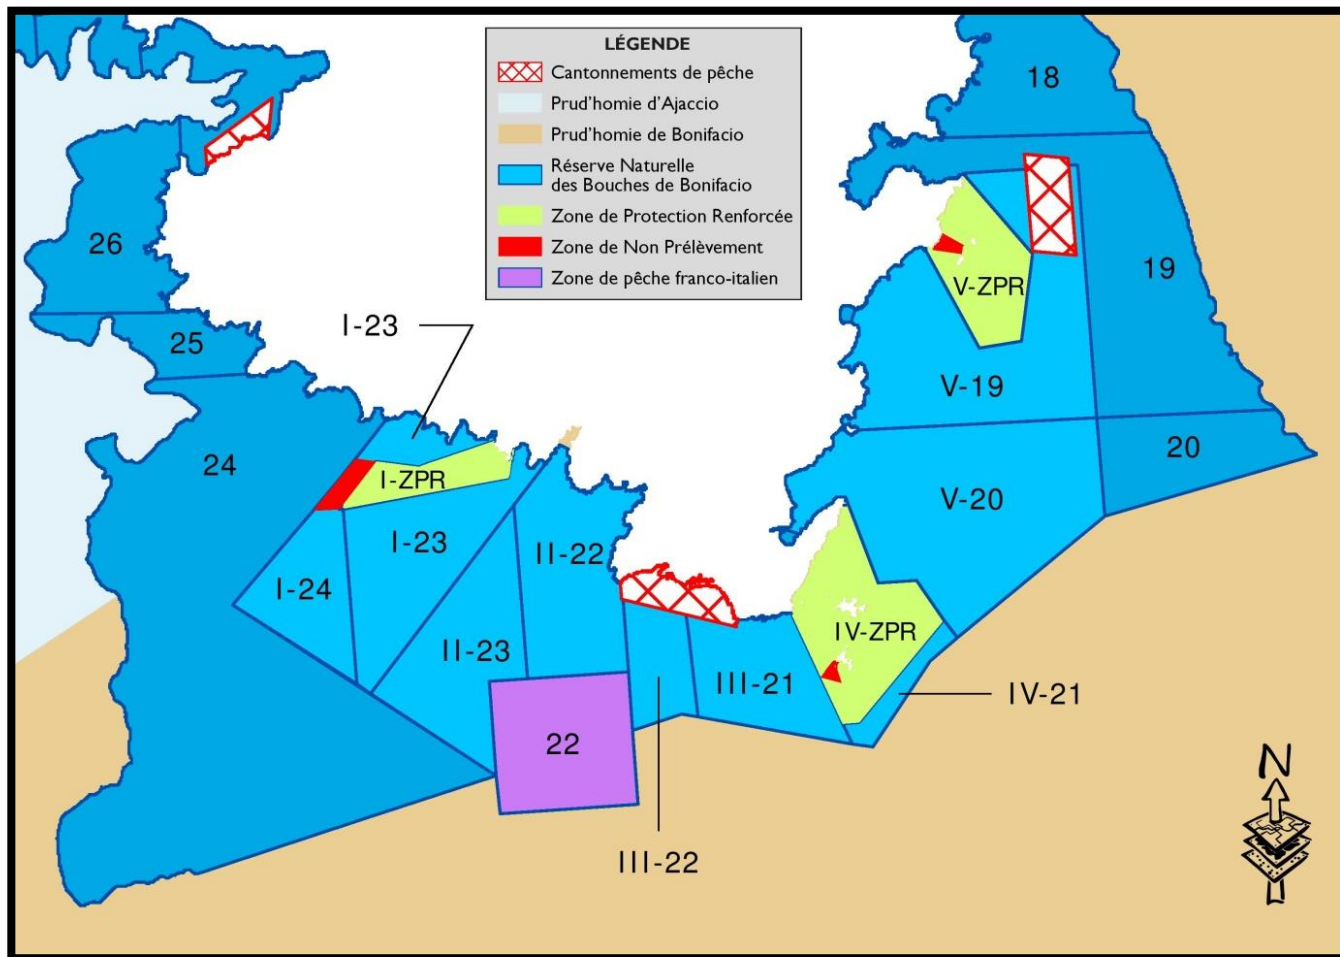 LÉGENDE
Cantonnements de pêche
Prud'homie d'Ajaccio
Prud'homie de Bonifacio
Réserve Naturelle
des Bouches de Bonifacio
Zone de Protection Renforcée
Zone de Non Prélèvement
Zone de pêche franco-italien
18
26
19
V-ZPR
I-23
25
V-19
24
20
I-ZPR
V-20
I-23
II-22
I-24
IV-ZPR
II-23
III-21
IV-21
22
N
III-22